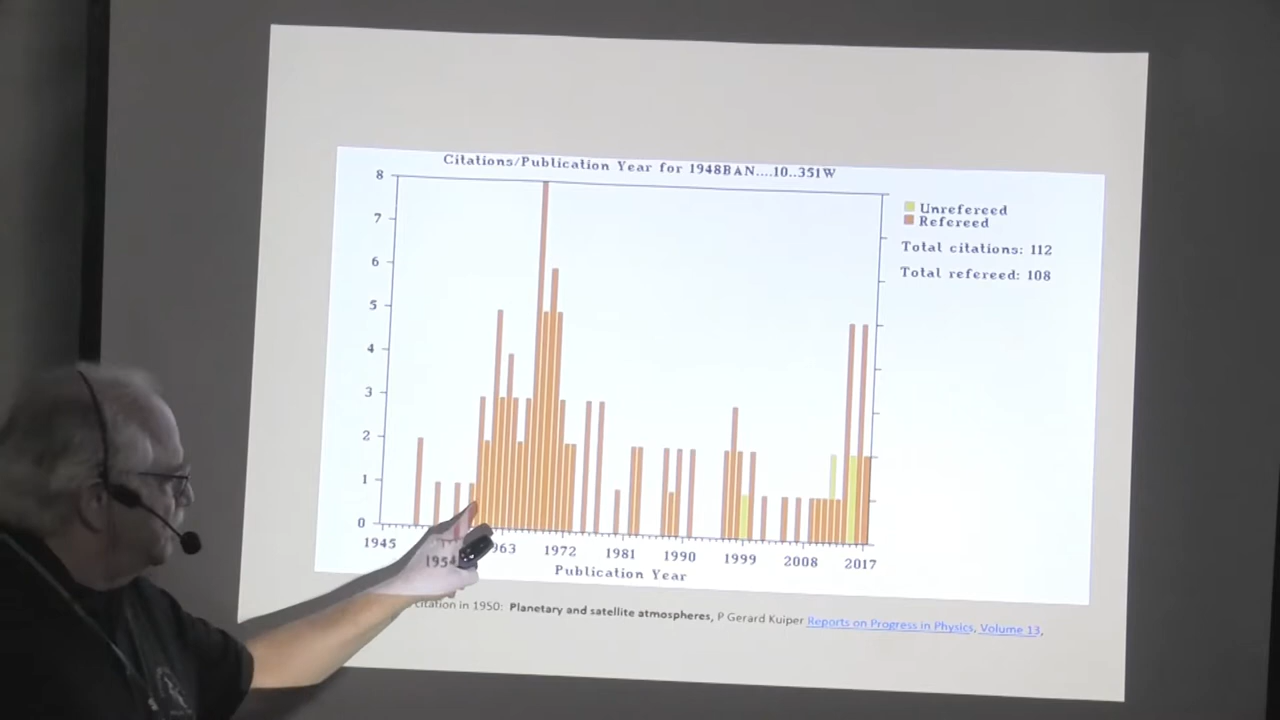 Citations/Publication Year for 1948BAN....10..351W
8
7
6
5
4
3
2
1
0
Unrefereed
Refereed
Total citations: 112
Total refereed: 108
1945 1954 63 1972 1981 1990 1999 2008 2017
Publication Year
citation in 1950: Planetary and satellite atmospheres, P Gerard Kuiper Reports on Progress in Physics, Volume 13,